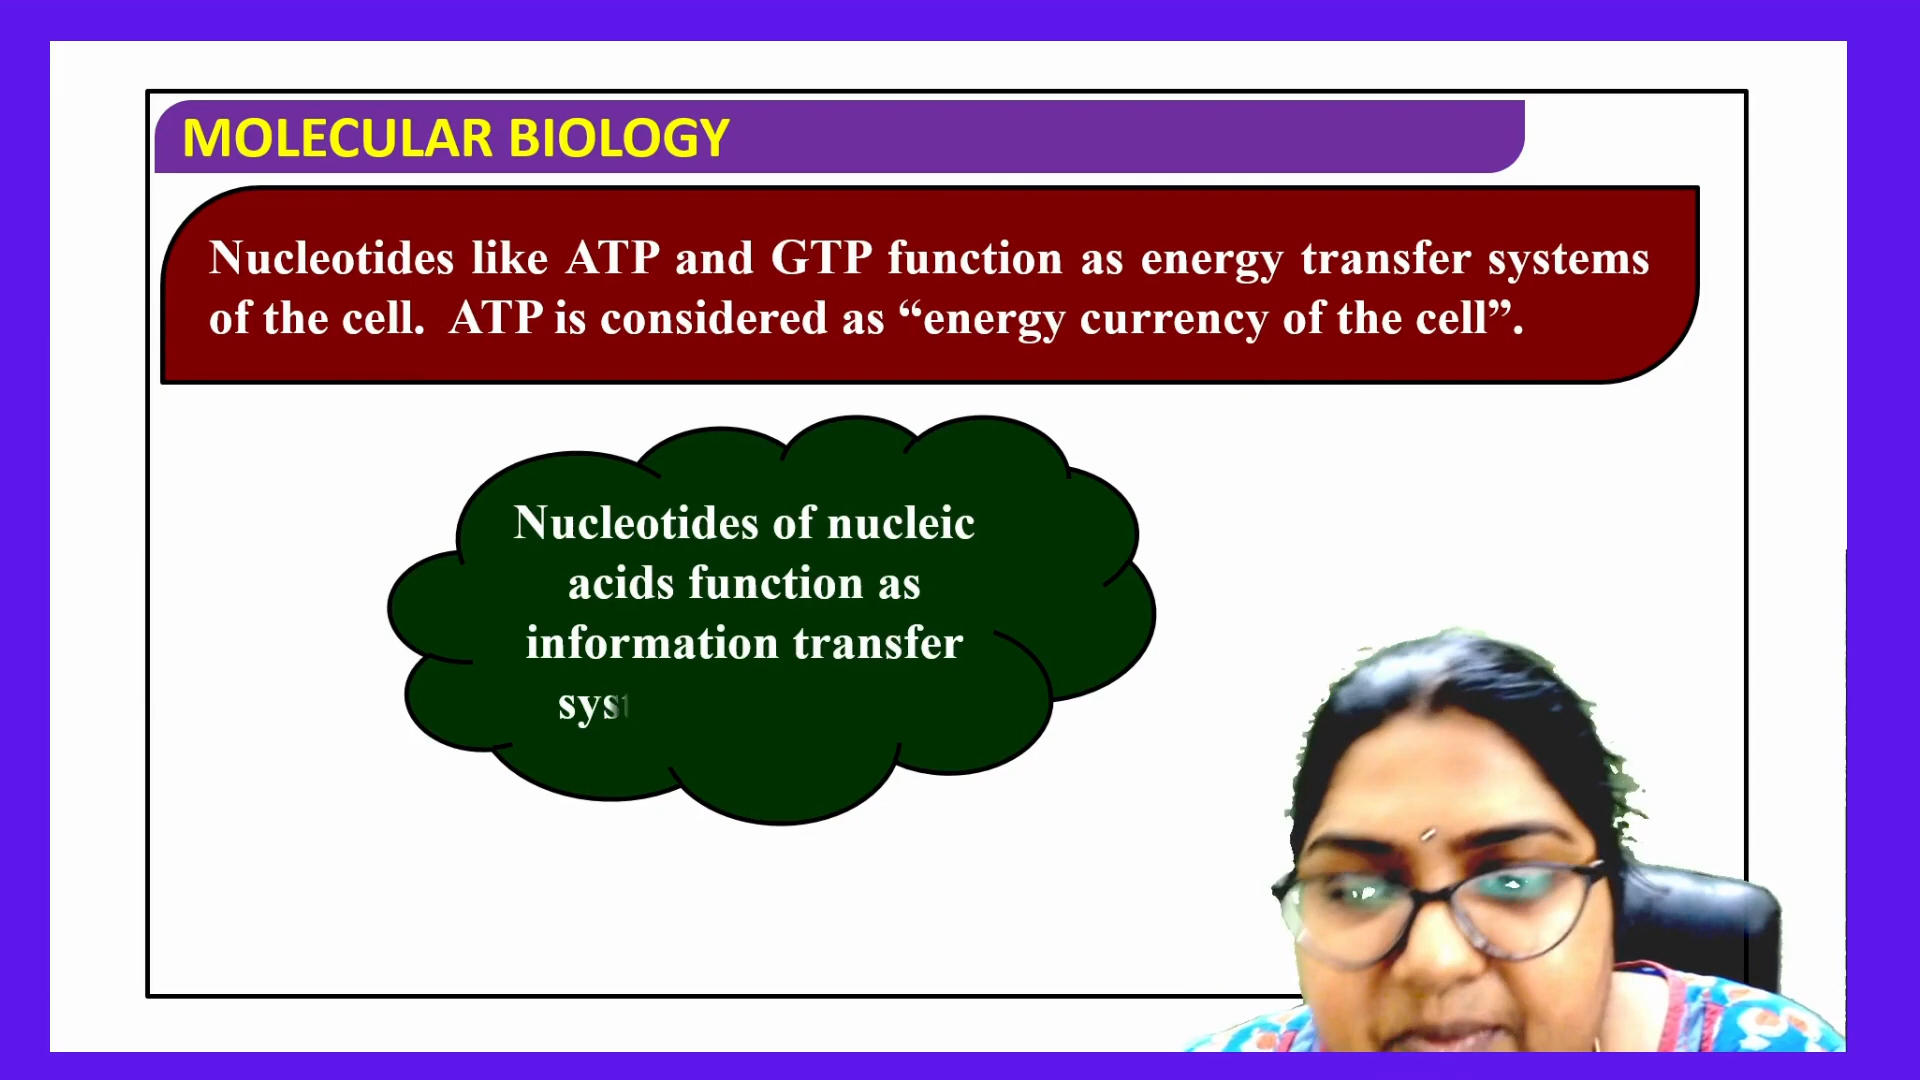 MOLECULAR BIOLOGY
Nucleotides like ATP and GTP function as energy transfer systems
of the cell. ATP is considered as “energy currency of the cell”.
Nucleotides of nucleic
acids function as
information transfer
syst